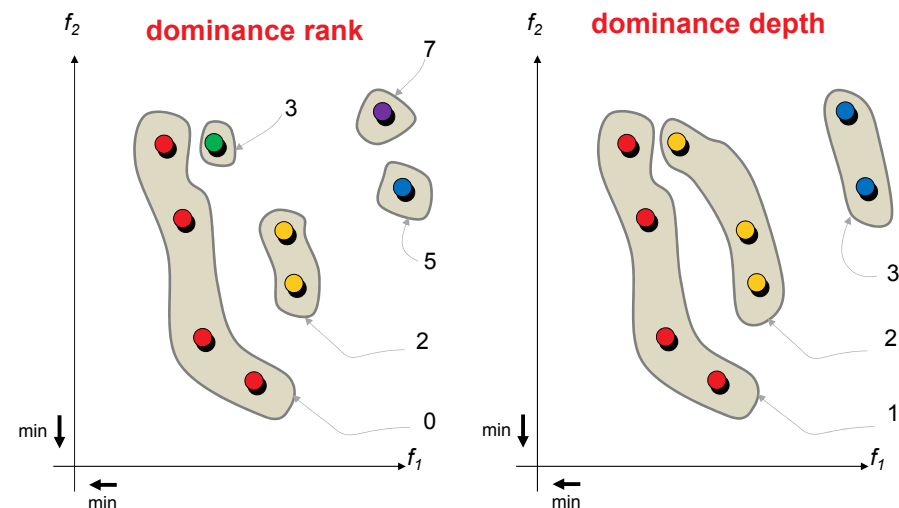 dominance rank
f2
7
3
5
2
0
min
f1
min
dominance depth
f2
3
2
1
min
f1
min